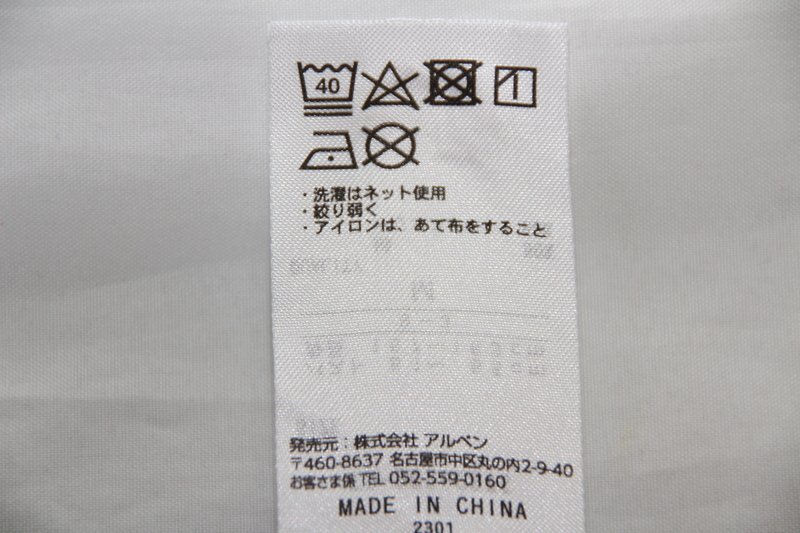 40
・洗濯はネット使用
・絞り弱く
・アイロンは、あて布をすること
発売元：株式会社 アルペン
〒460-8637 名古屋市中区丸の内2-9-40
お客さま係 TEL 052-559-0160
MADE IN CHINA
2301